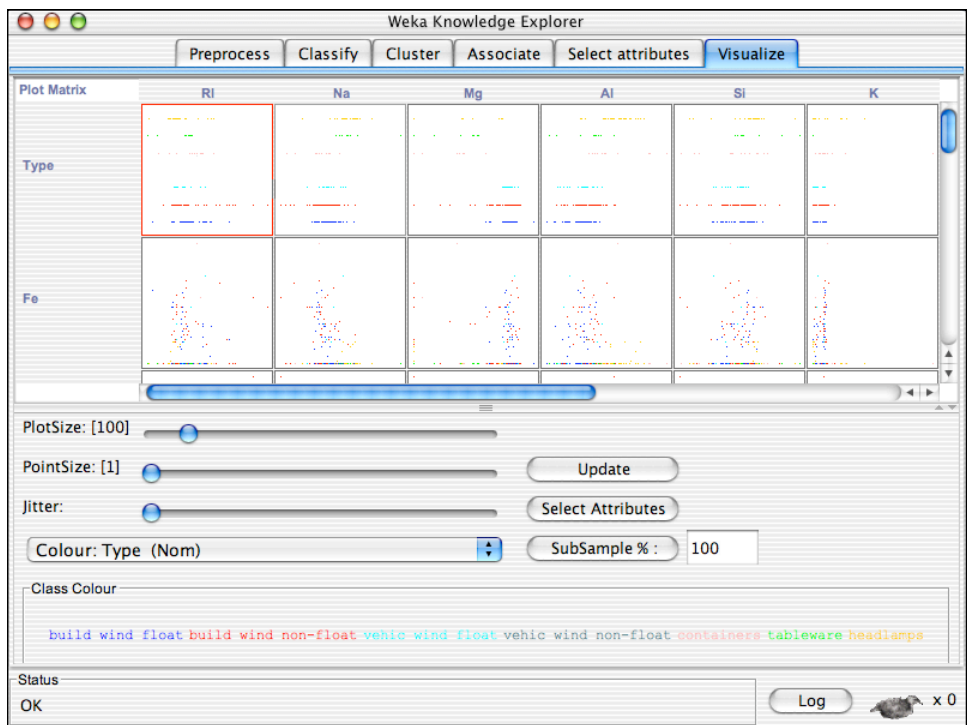 Weka Knowledge Explorer
Preprocess Classify Cluster Associate Select attributes Visualize
Plot Matrix RI Na Mg Al Si K
Type
Fe
PlotSize: [100]
PointSize: [1] Update
Jitter: Select Attributes
Colour: Type (Nom) SubSample % : 100
Class Colour
build wind float build wind non-float vehic wind float vehic wind non-float containers tableware headlamps
Status
OK Log x 0